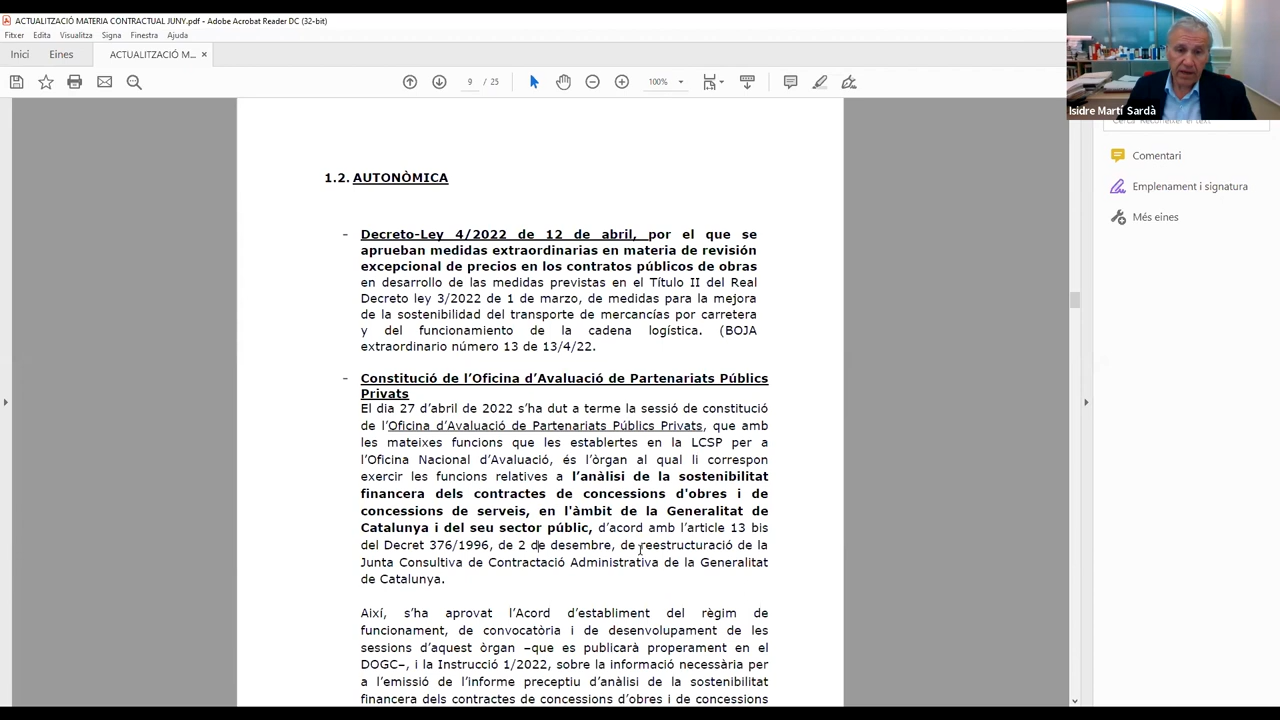 ACTUALITZACIÓ MATERIA CONTRACTUAL JUNY.pdf - Adobe Acrobat Reader DC (32-bit)
Fitxer Edita Visualitza Signa Finestra Ajuda
Inici Eines ACTUALITZACIÓ M... ×
9 / 25 100%
Isidre Martí Sardà
Comentari
Emplenament i signatura
Més eines
1.2. AUTONÒMICA
- Decreto-Ley 4/2022 de 12 de abril, por el que se
aprueban medidas extraordinarias en materia de revisión
excepcional de precios en los contratos públicos de obras
en desarrollo de las medidas previstas en el Título II del Real
Decreto ley 3/2022 de 1 de marzo, de medidas para la mejora
de la sostenibilidad del transporte de mercancías por carretera
y del funcionamiento de la cadena logística. (BOJA
extraordinario número 13 de 13/4/22.
- Constitució de l’Oficina d’Avaluació de Partenariats Públics
Privats
El dia 27 d’abril de 2022 s’ha dut a terme la sessió de constitució
de l’Oficina d’Avaluació de Partenariats Públics Privats, que amb
les mateixes funcions que les establertes en la LCSP per a
l’Oficina Nacional d’Avaluació, és l’òrgan al qual li correspon
exercir les funcions relatives a l’anàlisi de la sostenibilitat
financera dels contractes de concessions d'obres i de
concessions de serveis, en l'àmbit de la Generalitat de
Catalunya i del seu sector públic, d’acord amb l’article 13 bis
del Decret 376/1996, de 2 de desembre, de reestructuració de la
Junta Consultiva de Contractació Administrativa de la Generalitat
de Catalunya.
Així, s’ha aprovat l’Acord d’establiment del règim de
funcionament, de convocatòria i de desenvolupament de les
sessions d’aquest òrgan –que es publicarà properament en el
DOGC–, i la Instrucció 1/2022, sobre la informació necessària per
a l’emissió de l’informe preceptiu d’anàlisi de la sostenibilitat
financera dels contractes de concessions d’obres i de concessions